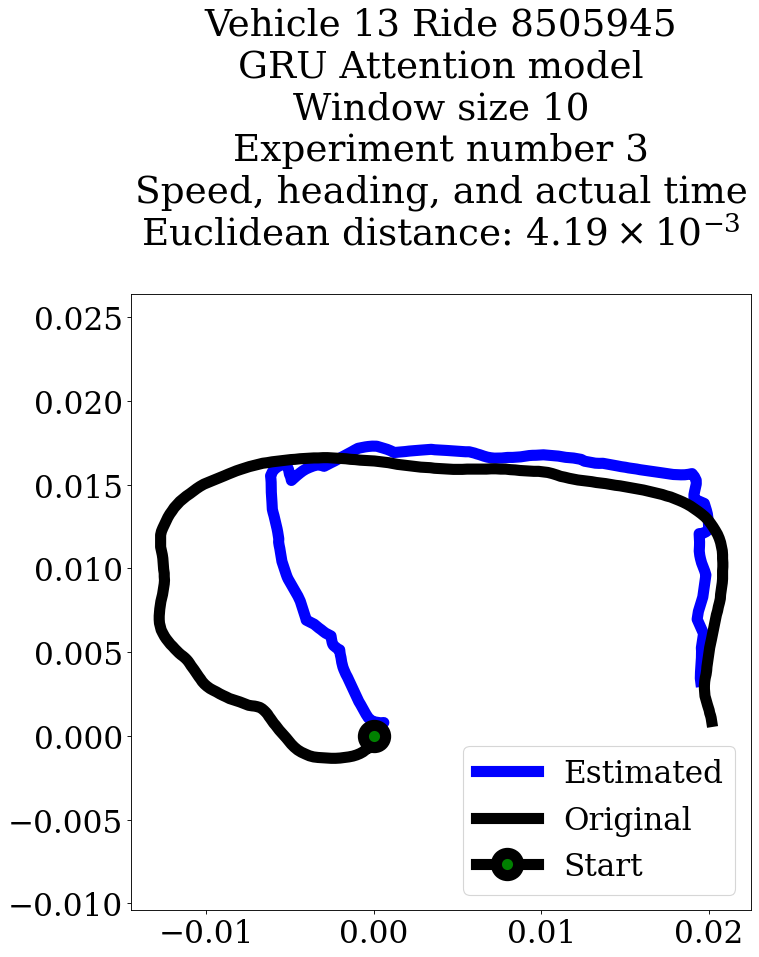 Vehicle 13 Ride 8505945
GRU Attention model
Window size 10
Experiment number 3
Speed, heading, and actual time
Euclidean distance: 4.19 × 10⁻³
0.025
0.020
0.015
0.010
0.005
0.000
−0.005
−0.010
−0.01 0.00 0.01 0.02
Estimated
Original
Start